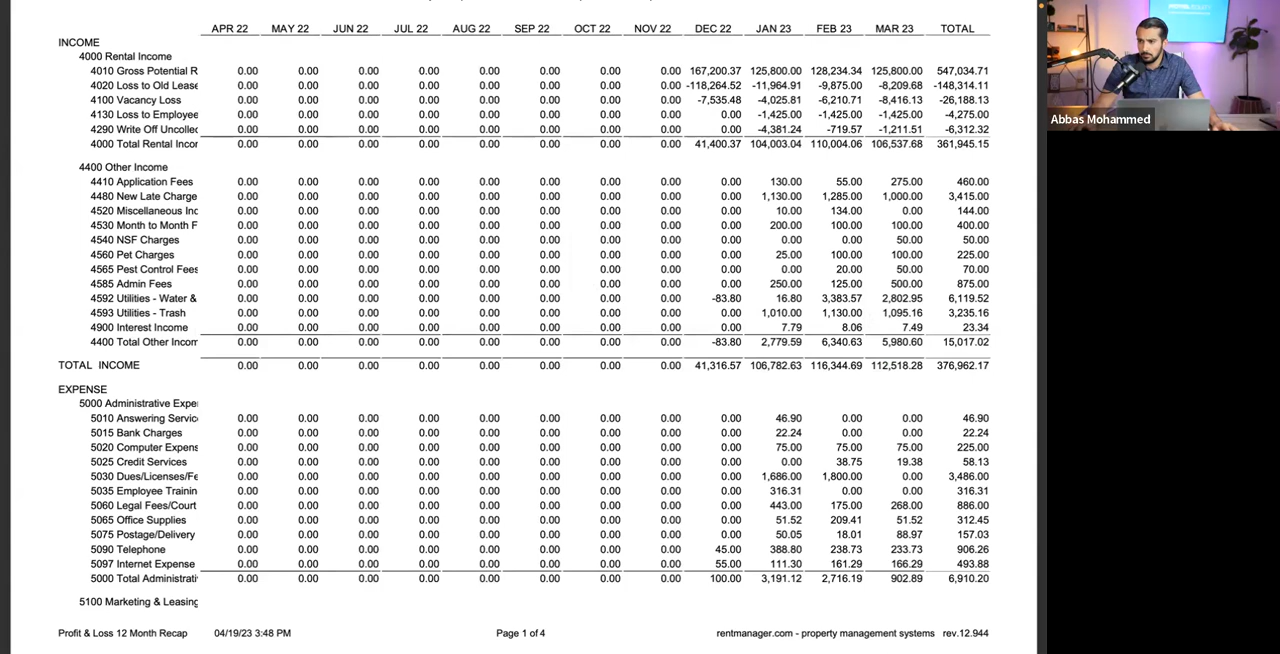 APR 22 MAY 22 JUN 22 JUL 22 AUG 22 SEP 22 OCT 22 NOV 22 DEC 22 JAN 23 FEB 23 MAR 23 TOTAL
INCOME
4000 Rental Income
4010 Gross Potential R 0.00 0.00 0.00 0.00 0.00 0.00 0.00 0.00 167,200.37 125,800.00 128,234.34 125,800.00 547,034.71
4020 Loss to Old Lease 0.00 0.00 0.00 0.00 0.00 0.00 0.00 0.00 -118,264.52 -11,964.91 -9,875.00 -8,209.68 -148,314.11
4100 Vacancy Loss 0.00 0.00 0.00 0.00 0.00 0.00 0.00 0.00 -7,535.48 -4,025.81 -6,210.71 -8,416.13 -26,188.13
4130 Loss to Employee 0.00 0.00 0.00 0.00 0.00 0.00 0.00 0.00 0.00 -1,425.00 -1,425.00 -1,425.00 -4,275.00
4290 Write Off Uncollec 0.00 0.00 0.00 0.00 0.00 0.00 0.00 0.00 0.00 -4,381.24 -719.57 -1,211.51 -6,312.32
4000 Total Rental Incor 0.00 0.00 0.00 0.00 0.00 0.00 0.00 0.00 41,400.37 104,003.04 110,004.06 106,537.68 361,945.15
4400 Other Income
4410 Application Fees 0.00 0.00 0.00 0.00 0.00 0.00 0.00 0.00 0.00 130.00 55.00 275.00 460.00
4480 New Late Charge 0.00 0.00 0.00 0.00 0.00 0.00 0.00 0.00 0.00 1,130.00 1,285.00 1,000.00 3,415.00
4520 Miscellaneous Inc 0.00 0.00 0.00 0.00 0.00 0.00 0.00 0.00 0.00 10.00 134.00 0.00 144.00
4530 Month to Month F 0.00 0.00 0.00 0.00 0.00 0.00 0.00 0.00 0.00 200.00 100.00 100.00 400.00
4540 NSF Charges 0.00 0.00 0.00 0.00 0.00 0.00 0.00 0.00 0.00 0.00 0.00 50.00 50.00
4560 Pet Charges 0.00 0.00 0.00 0.00 0.00 0.00 0.00 0.00 0.00 25.00 100.00 100.00 225.00
4565 Pest Control Fees 0.00 0.00 0.00 0.00 0.00 0.00 0.00 0.00 0.00 0.00 20.00 50.00 70.00
4585 Admin Fees 0.00 0.00 0.00 0.00 0.00 0.00 0.00 0.00 0.00 250.00 125.00 500.00 875.00
4592 Utilities - Water & 0.00 0.00 0.00 0.00 0.00 0.00 0.00 0.00 -83.80 16.80 3,383.57 2,802.95 6,119.52
4593 Utilities - Trash 0.00 0.00 0.00 0.00 0.00 0.00 0.00 0.00 0.00 1,010.00 1,130.00 1,095.16 3,235.16
4900 Interest Income 0.00 0.00 0.00 0.00 0.00 0.00 0.00 0.00 0.00 7.79 8.06 7.49 23.34
4400 Total Other Incom 0.00 0.00 0.00 0.00 0.00 0.00 0.00 0.00 -83.80 2,779.59 6,340.63 5,980.60 15,017.02
TOTAL INCOME 0.00 0.00 0.00 0.00 0.00 0.00 0.00 0.00 41,316.57 106,782.63 116,344.69 112,518.28 376,962.17
EXPENSE
5000 Administrative Exper
5010 Answering Servic 0.00 0.00 0.00 0.00 0.00 0.00 0.00 0.00 0.00 46.90 0.00 0.00 46.90
5015 Bank Charges 0.00 0.00 0.00 0.00 0.00 0.00 0.00 0.00 0.00 22.24 0.00 0.00 22.24
5020 Computer Expens 0.00 0.00 0.00 0.00 0.00 0.00 0.00 0.00 0.00 75.00 75.00 75.00 225.00
5025 Credit Services 0.00 0.00 0.00 0.00 0.00 0.00 0.00 0.00 0.00 0.00 38.75 19.38 58.13
5030 Dues/Licenses/Fe 0.00 0.00 0.00 0.00 0.00 0.00 0.00 0.00 0.00 1,686.00 1,800.00 0.00 3,486.00
5035 Employee Trainin 0.00 0.00 0.00 0.00 0.00 0.00 0.00 0.00 0.00 316.31 0.00 0.00 316.31
5060 Legal Fees/Court 0.00 0.00 0.00 0.00 0.00 0.00 0.00 0.00 0.00 443.00 175.00 268.00 886.00
5065 Office Supplies 0.00 0.00 0.00 0.00 0.00 0.00 0.00 0.00 0.00 51.52 209.41 51.52 312.45
5075 Postage/Delivery 0.00 0.00 0.00 0.00 0.00 0.00 0.00 0.00 0.00 50.05 18.01 88.97 157.03
5090 Telephone 0.00 0.00 0.00 0.00 0.00 0.00 0.00 0.00 45.00 388.80 238.73 233.73 906.26
5097 Internet Expense 0.00 0.00 0.00 0.00 0.00 0.00 0.00 0.00 55.00 111.30 161.29 166.29 493.88
5000 Total Administrati 0.00 0.00 0.00 0.00 0.00 0.00 0.00 0.00 100.00 3,191.12 2,716.19 902.89 6,910.20
5100 Marketing & Leasing
Profit & Loss 12 Month Recap 04/19/23 3:48 PM Page 1 of 4 rentmanager.com - property management systems rev.12.944
Abbas Mohammed